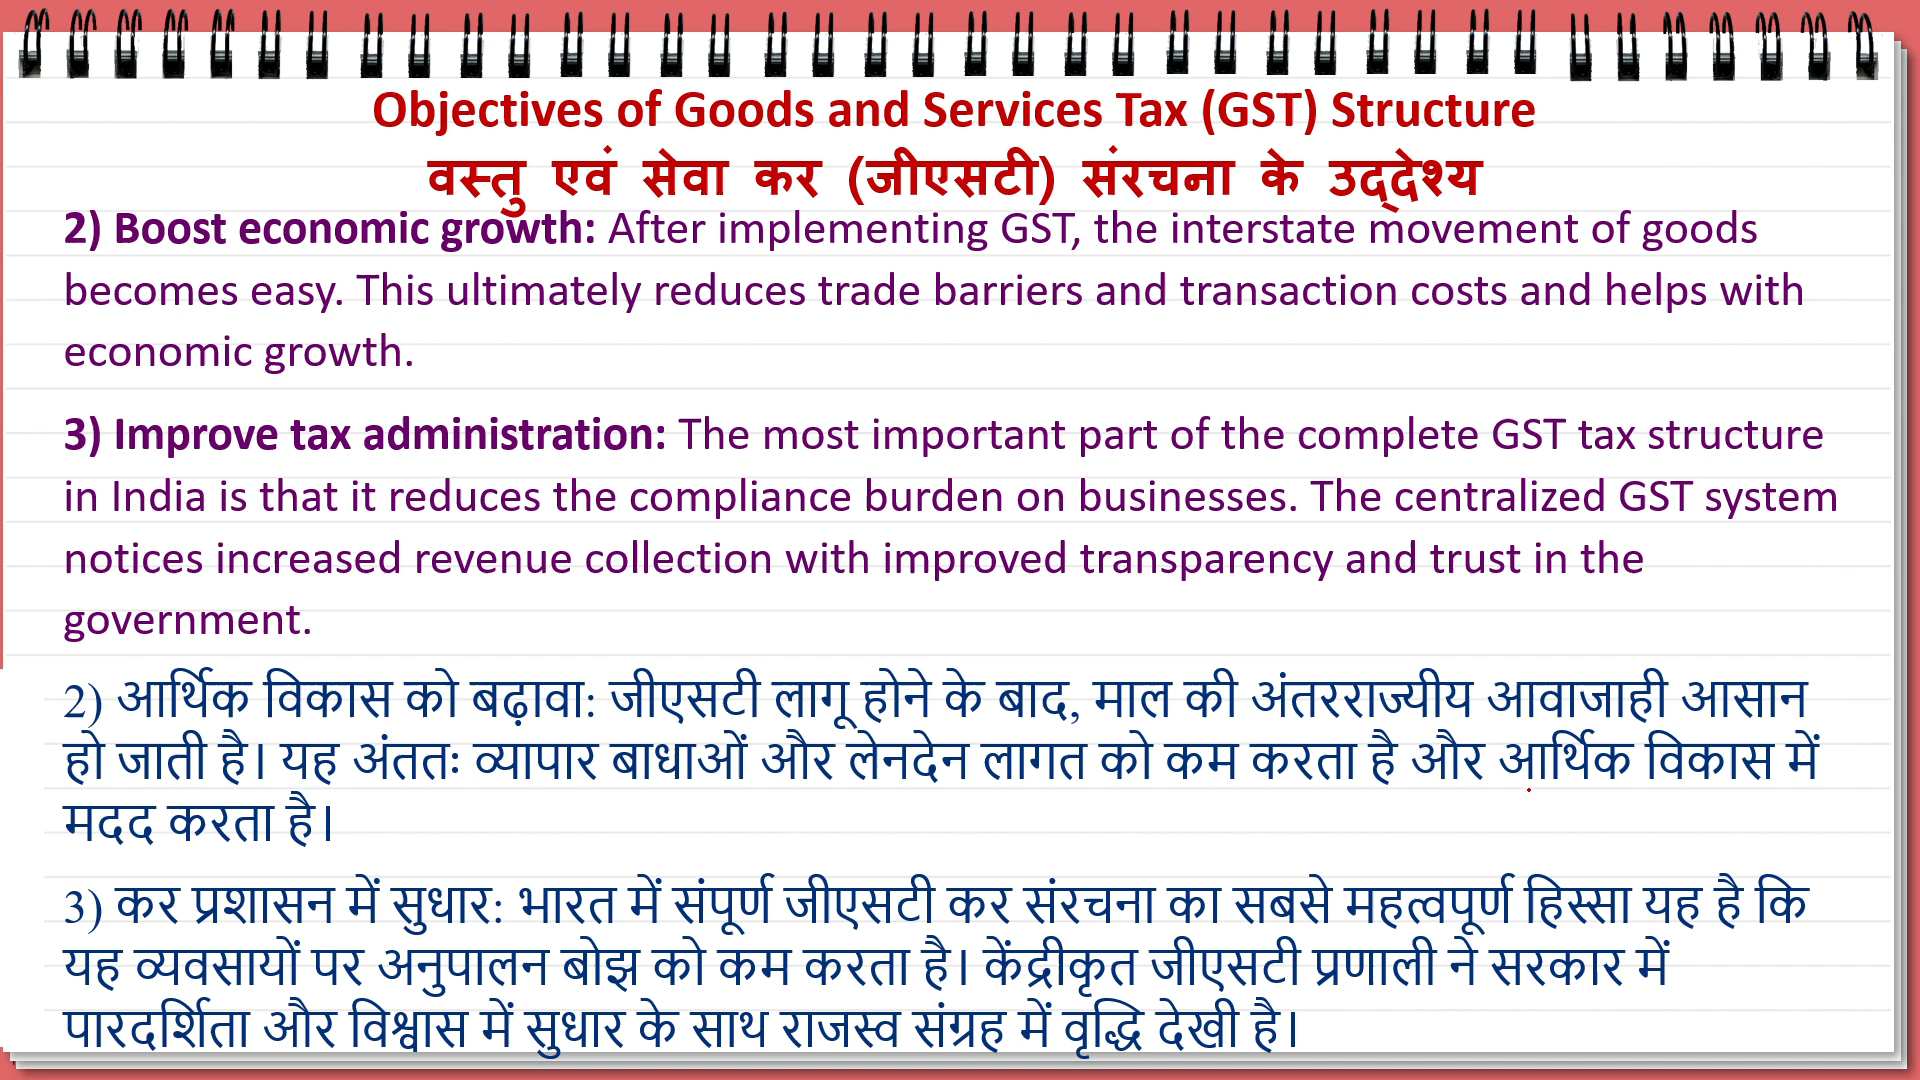 Objectives of Goods and Services Tax (GST) Structure
वस्तु एवं सेवा कर (जीएसटी) संरचना के उद्देश्य
2) Boost economic growth: After implementing GST, the interstate movement of goods
becomes easy. This ultimately reduces trade barriers and transaction costs and helps with
economic growth.
3) Improve tax administration: The most important part of the complete GST tax structure
in India is that it reduces the compliance burden on businesses. The centralized GST system
notices increased revenue collection with improved transparency and trust in the
government.
2) आर्थिक विकास को बढ़ावा: जीएसटी लागू होने के बाद, माल की अंतरराज्यीय आवाजाही आसान
हो जाती है। यह अंततः व्यापार बाधाओं और लेनदेन लागत को कम करता है और आर्थिक विकास में
मदद करता है।
3) कर प्रशासन में सुधार: भारत में संपूर्ण जीएसटी कर संरचना का सबसे महत्वपूर्ण हिस्सा यह है कि
यह व्यवसायों पर अनुपालन बोझ को कम करता है। केंद्रीकृत जीएसटी प्रणाली ने सरकार में
पारदर्शिता और विश्वास में सुधार के साथ राजस्व संग्रह में वृद्धि देखी है।